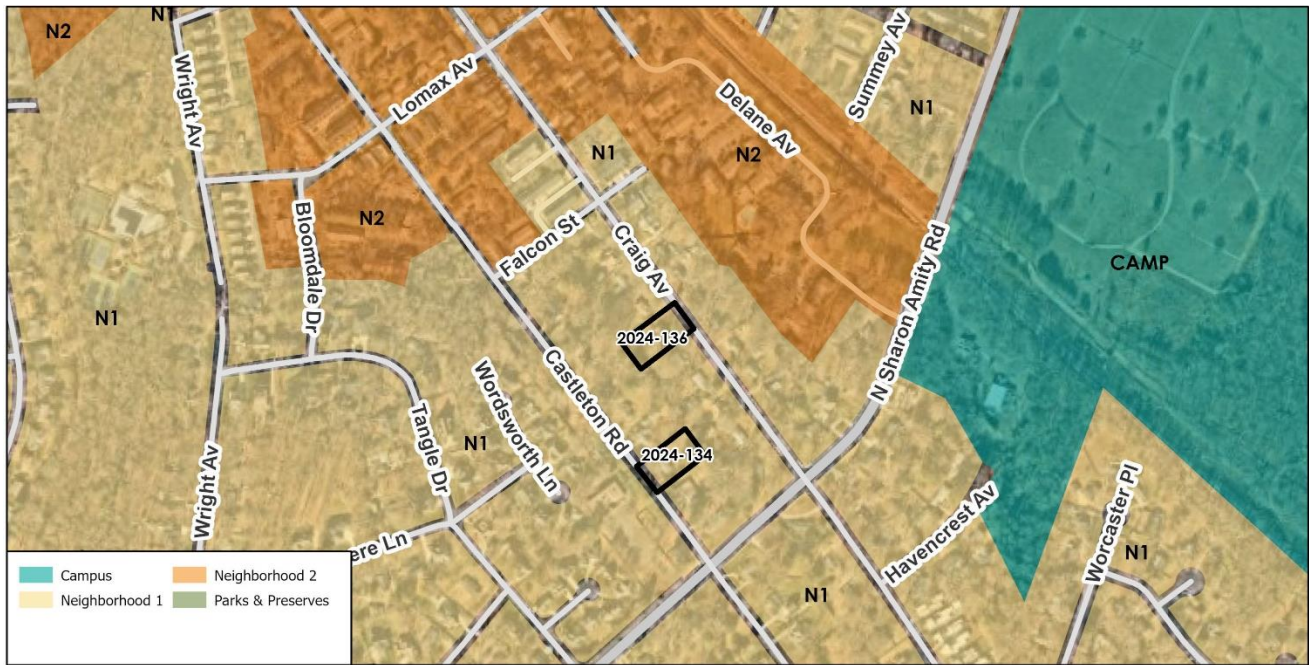 N1
N2
Wright Av
Lomax Av
Summey Av
N1
Delane Av
N2
N1
Bloomdale Dr
N2
Falcon St
Craig Av
N Sharon Amity Rd
CAMP
N1
2024-136
Castleton Rd
Wordsworth Ln
Tangle Dr
N1
2024-134
Wright Av
ere Ln
Havencrest Av
Worcaster Pl
N1
N1
Campus
Neighborhood 2
Neighborhood 1
Parks & Preserves